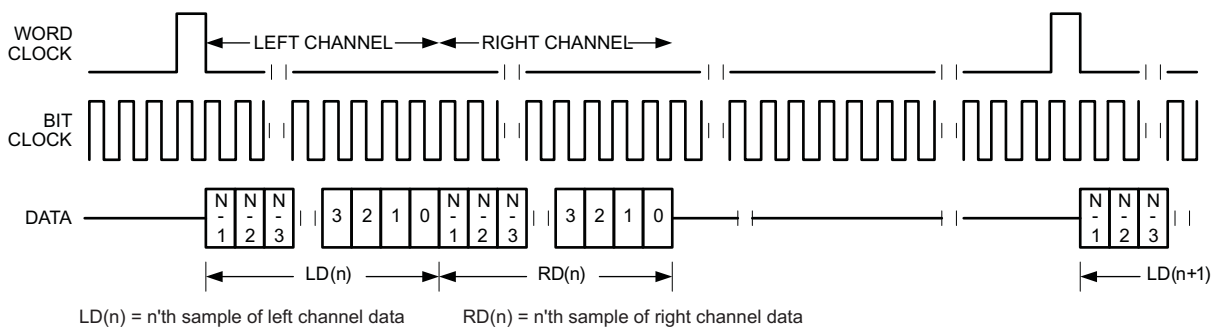 WORD
CLOCK
LEFT CHANNEL
RIGHT CHANNEL
BIT
CLOCK
DATA
N-1
N-2
N-3
3
2
1
0
N-1
N-2
N-3
3
2
1
0
N-1
N-2
N-3
LD(n)
RD(n)
LD(n+1)
LD(n) = n'th sample of left channel data
RD(n) = n'th sample of right channel data